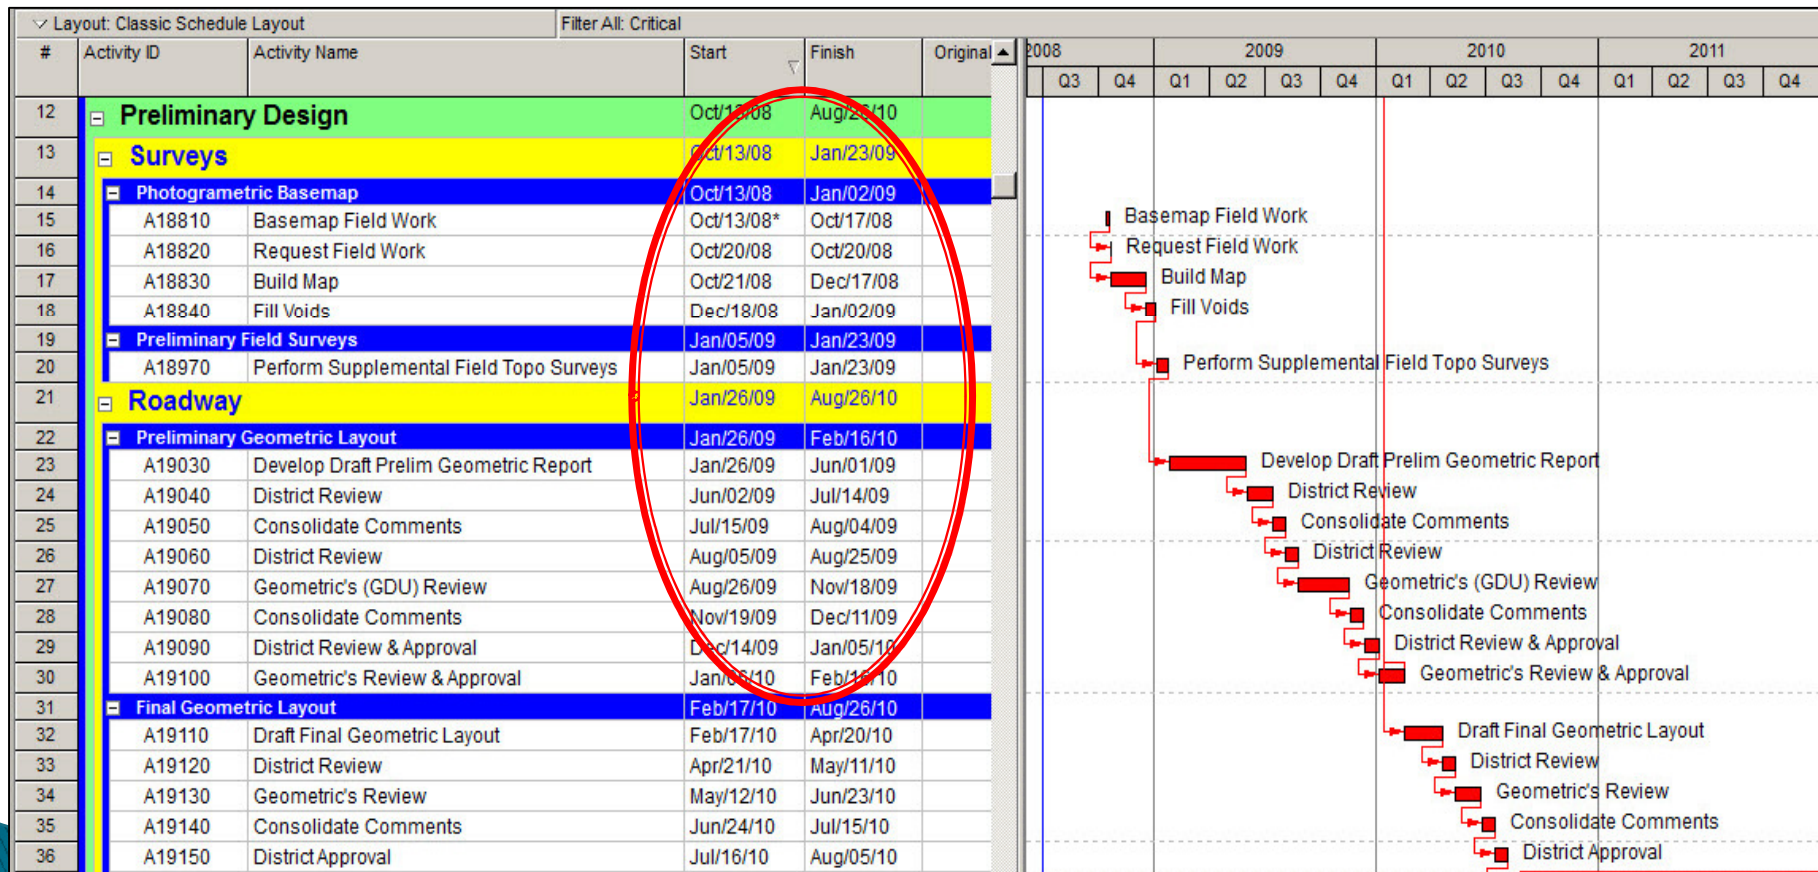 Layout: Classic Schedule Layout Filter All: Critical
# Activity ID Activity Name Start Finish Original 2008 2009 2010 2011
Q3 Q4 Q1 Q2 Q3 Q4 Q1 Q2 Q3 Q4 Q1 Q2 Q3 Q4
12 Preliminary Design Oct/13/08 Aug/26/10
13 Surveys Oct/13/08 Jan/23/09
14 Photogrametric Basemap Oct/13/08 Jan/02/09
15 A18810 Basemap Field Work Oct/13/08* Oct/17/08 Basemap Field Work
16 A18820 Request Field Work Oct/20/08 Oct/20/08 Request Field Work
17 A18830 Build Map Oct/21/08 Dec/17/08 Build Map
18 A18840 Fill Voids Dec/18/08 Jan/02/09 Fill Voids
19 Preliminary Field Surveys Jan/05/09 Jan/23/09
20 A18970 Perform Supplemental Field Topo Surveys Jan/05/09 Jan/23/09 Perform Supplemental Field Topo Surveys
21 Roadway Jan/26/09 Aug/26/10
22 Preliminary Geometric Layout Jan/26/09 Feb/16/10
23 A19030 Develop Draft Prelim Geometric Report Jan/26/09 Jun/01/09 Develop Draft Prelim Geometric Report
24 A19040 District Review Jun/02/09 Jul/14/09 District Review
25 A19050 Consolidate Comments Jul/15/09 Aug/04/09 Consolidate Comments
26 A19060 District Review Aug/05/09 Aug/25/09 District Review
27 A19070 Geometric's (GDU) Review Aug/26/09 Nov/18/09 Geometric's (GDU) Review
28 A19080 Consolidate Comments Nov/19/09 Dec/11/09 Consolidate Comments
29 A19090 District Review & Approval Dec/14/09 Jan/05/10 District Review & Approval
30 A19100 Geometric's Review & Approval Jan/06/10 Feb/16/10 Geometric's Review & Approval
31 Final Geometric Layout Feb/17/10 Aug/26/10
32 A19110 Draft Final Geometric Layout Feb/17/10 Apr/20/10 Draft Final Geometric Layout
33 A19120 District Review Apr/21/10 May/11/10 District Review
34 A19130 Geometric's Review May/12/10 Jun/23/10 Geometric's Review
35 A19140 Consolidate Comments Jun/24/10 Jul/15/10 Consolidate Comments
36 A19150 District Approval Jul/16/10 Aug/05/10 District Approval